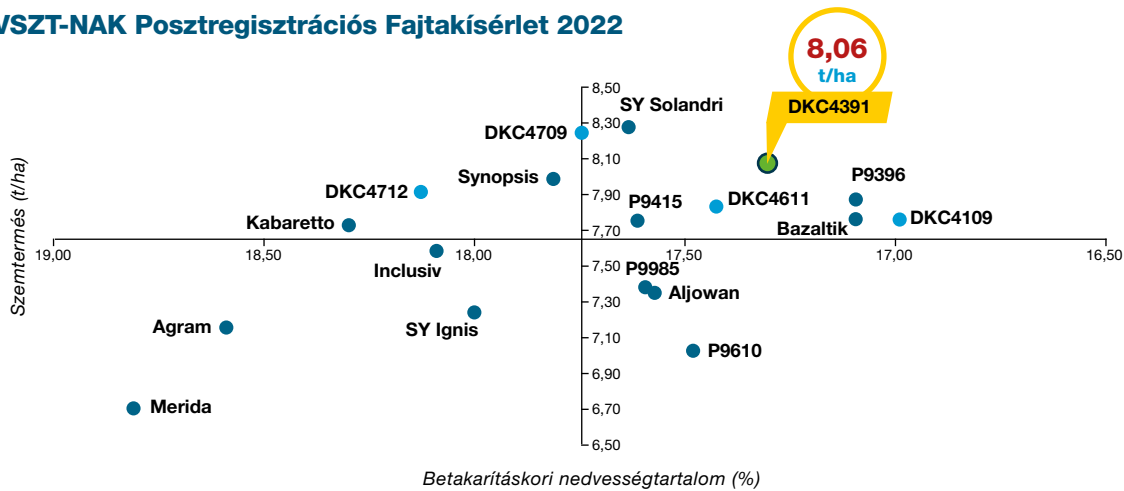 VSZT-NAK Posztregisztrációs Fajtakísérlet 2022
8,06
t/ha
DKC4391
8,50
SY Solandri
8,30
DKC4709
8,10
Synopsis
DKC4712
7,90
P9396
DKC4611
P9415
Kabaretto
7,70
Bazaltik
DKC4109
19,00
18,50
18,00
17,50
17,00
16,50
Inclusiv
7,50
P9985
7,30
Aljowan
Agram
SY Ignis
7,10
P9610
6,90
Merida
6,70
6,50
Szemtermés (t/ha)
Betakarításkori nedvességtartalom (%)